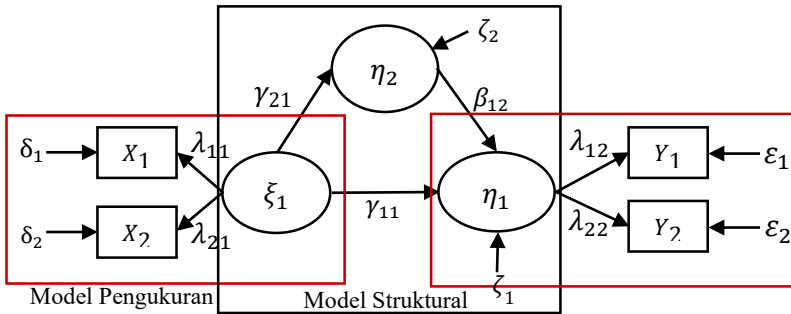 ζ₂
η₂
γ₂₁
β₁₂
δ₁ X₁ λ₁₁ λ₁₂ Y₁ ε₁
ξ₁ γ₁₁ η₁
δ₂ X₂ λ₂₁ λ₂₂ Y₂ ε₂
ζ₁
Model Pengukuran Model Struktural